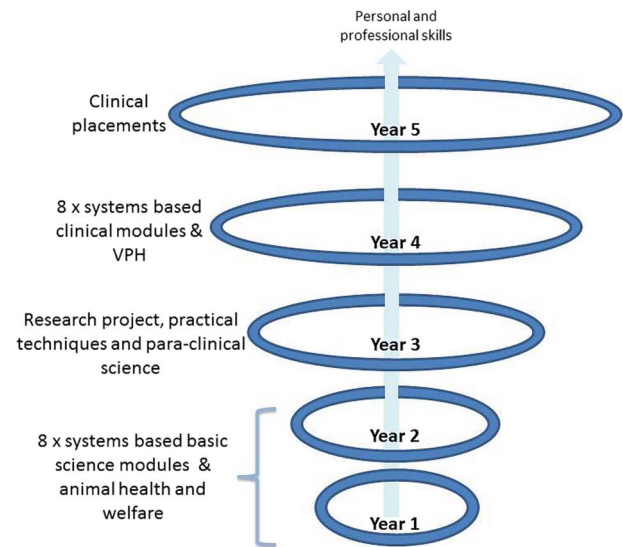 Personal and
professional skills
Clinical
placements
Year 5
8 x systems based
clinical modules &
VPH
Year 4
Research project, practical
techniques and para-clinical
science
Year 3
Year 2
8 x systems based basic
science modules  &
animal health and
welfare
Year 1